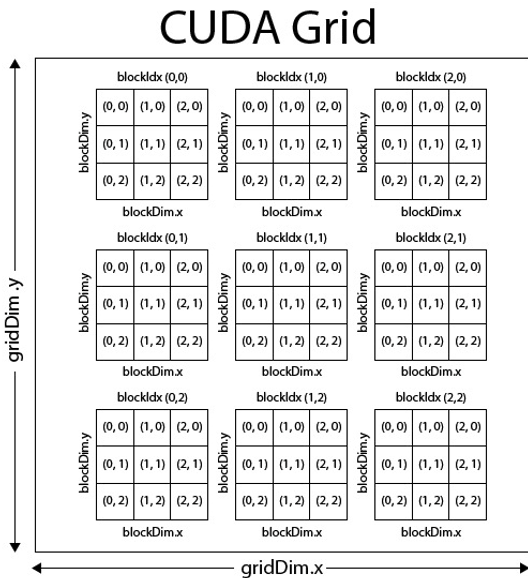 CUDA Grid
blockIdx (0,0) blockIdx (1,0) blockIdx (2,0)
(0, 0) (1, 0) (2, 0) (0, 0) (1, 0) (2, 0) (0, 0) (1, 0) (2, 0)
blockDim.y blockDim.y blockDim.y
(0, 1) (1, 1) (2, 1) (0, 1) (1, 1) (2, 1) (0, 1) (1, 1) (2, 1)
(0, 2) (1, 2) (2, 2) (0, 2) (1, 2) (2, 2) (0, 2) (1, 2) (2, 2)
blockDim.x blockDim.x blockDim.x
blockIdx (0,1) blockIdx (1,1) blockIdx (2,1)
(0, 0) (1, 0) (2, 0) (0, 0) (1, 0) (2, 0) (0, 0) (1, 0) (2, 0)
gridDim .y
blockDim.y blockDim.y blockDim.y
(0, 1) (1, 1) (2, 1) (0, 1) (1, 1) (2, 1) (0, 1) (1, 1) (2, 1)
(0, 2) (1, 2) (2, 2) (0, 2) (1, 2) (2, 2) (0, 2) (1, 2) (2, 2)
blockDim.x blockDim.x blockDim.x
blockIdx (0,2) blockIdx (1,2) blockIdx (2,2)
(0, 0) (1, 0) (2, 0) (0, 0) (1, 0) (2, 0) (0, 0) (1, 0) (2, 0)
blockDim.y blockDim.y blockDim.y
(0, 1) (1, 1) (2, 1) (0, 1) (1, 1) (2, 1) (0, 1) (1, 1) (2, 1)
(0, 2) (1, 2) (2, 2) (0, 2) (1, 2) (2, 2) (0, 2) (1, 2) (2, 2)
blockDim.x blockDim.x blockDim.x
gridDim.x